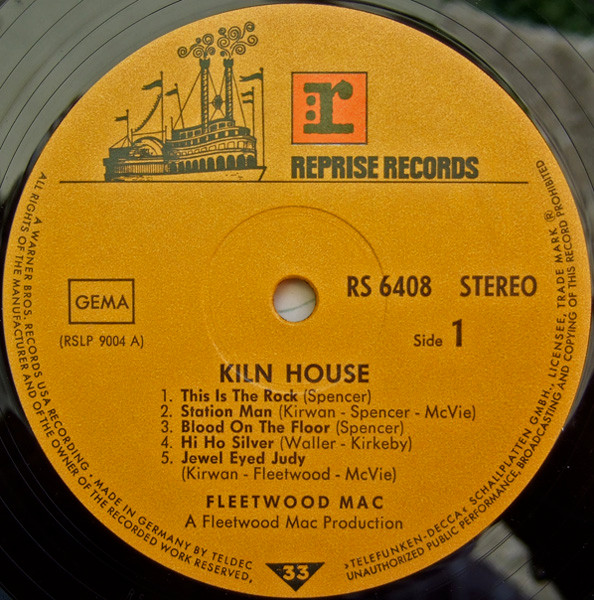 r
REPRISE RECORDS
GEMA
(RSLP 9004 A)
RS 6408 STEREO
Side 1
KILN HOUSE
1. This Is The Rock (Spencer)
2. Station Man (Kirwan - Spencer - McVie)
3. Blood On The Floor (Spencer)
4. Hi Ho Silver (Waller - Kirkeby)
5. Jewel Eyed Judy
(Kirwan - Fleetwood - McVie)
FLEETWOOD MAC
A Fleetwood Mac Production
33
A WARNER BROS. RECORDS USA RECORDING · MADE IN GERMANY BY TELDEC »TELEFUNKEN-DECCA« SCHALLPLATTEN GMBH., LICENSEE, TRADE MARK ®
ALL RIGHTS OF THE MANUFACTURER AND OF THE OWNER OF THE RECORDED WORK RESERVED, UNAUTHORIZED PUBLIC PERFORMANCE, BROADCASTING AND COPYING OF THIS RECORD PROHIBITED